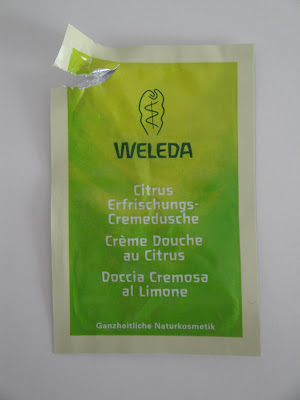 WELEDA
Citrus
Erfrischungs-
Cremedusche
Crème Douche
au Citrus
Doccia Cremosa
al Limone
Ganzheitliche Naturkosmetik